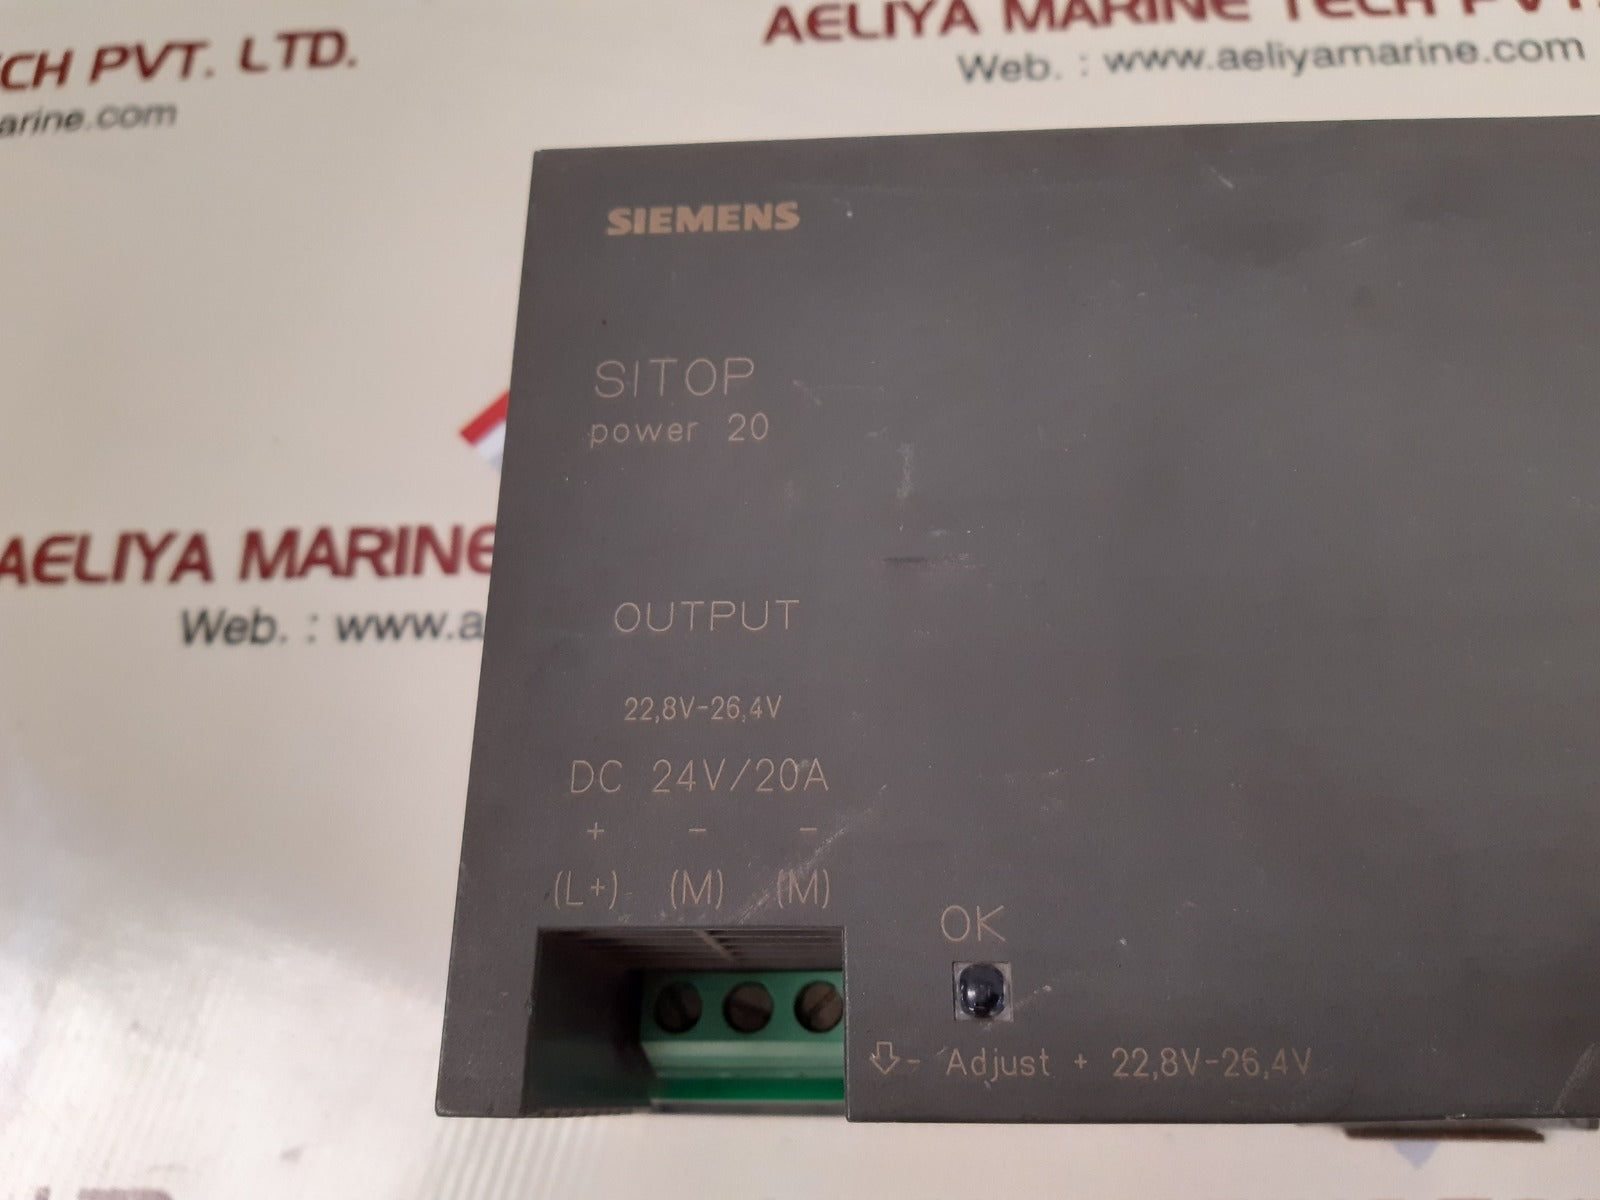 CH PVT. LTD.
arine.com
AELIYA MARINE TECH PVT.
Web. : www.aeliyamarine.com
SIEMENS
SITOP
power 20
AELIYA MARINE
Web. : www.a
OUTPUT
22,8V-26,4V
DC 24V/20A
+ - -
(L+) (M) (M)
OK
- Adjust + 22,8V-26,4V